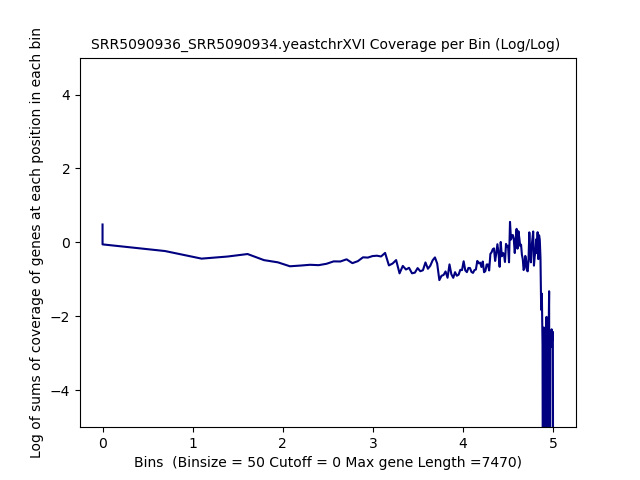 SRR5090936_SRR5090934.yeastchrXVI Coverage per Bin (Log/Log)
Log of sums of coverage of genes at each position in each bin
4
2
0
−2
−4
0 1 2 3 4 5
Bins  (Binsize = 50 Cutoff = 0 Max gene Length =7470)